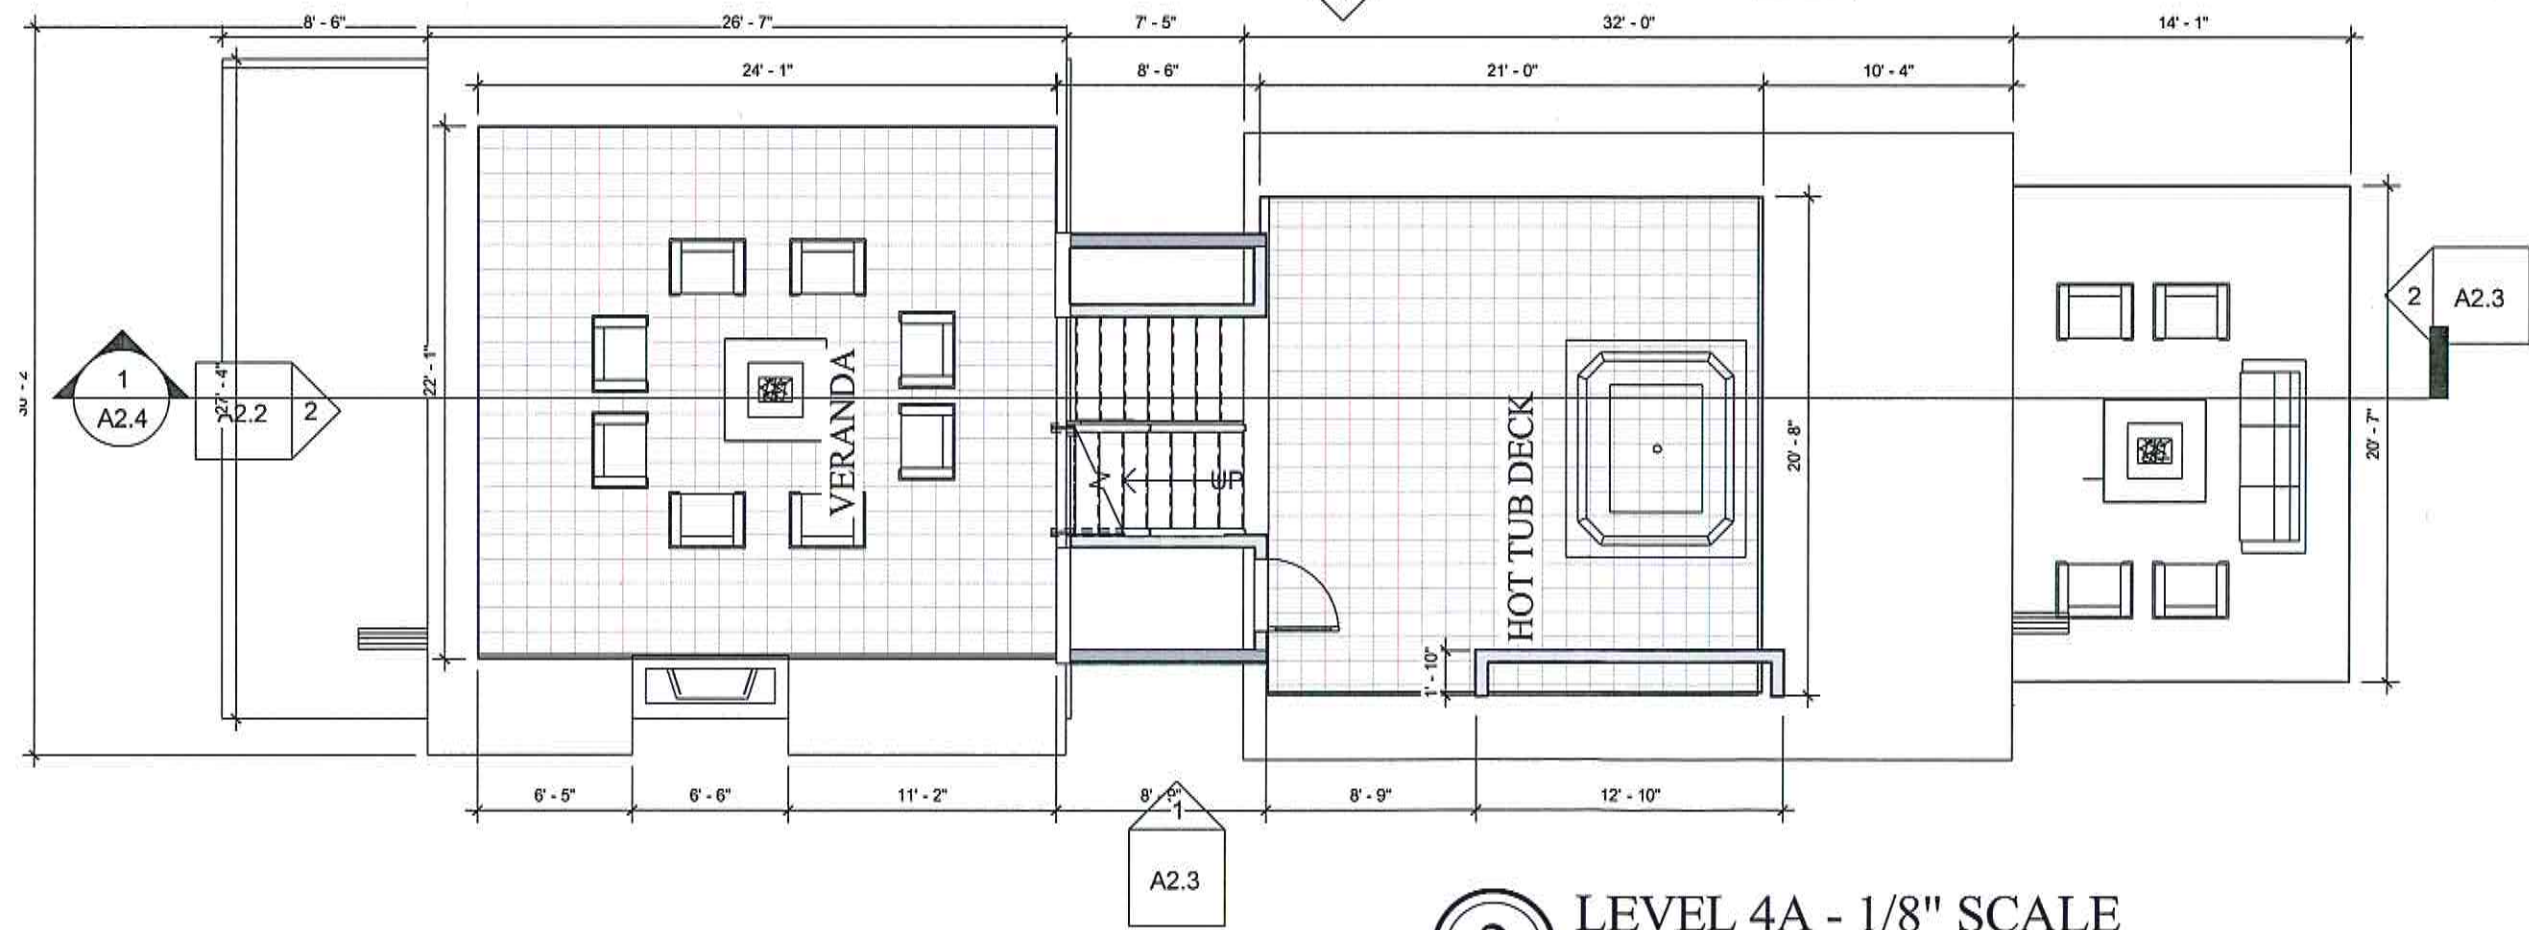 8' - 6"
26' - 7"
7' - 5"
32' - 0"
14' - 1"
24' - 1"
8' - 6"
21' - 0"
10' - 4"
1
A2.4
27' - 4"
A2.2
2
22' - 1"
VERANDA
UP
HOT TUB DECK
20' - 8"
20' - 7"
2
A2.3
1' - 10"
6' - 5"
6' - 6"
11' - 2"
8' - 9"
12' - 10"
1
A2.3
LEVEL 4A - 1/8" SCALE